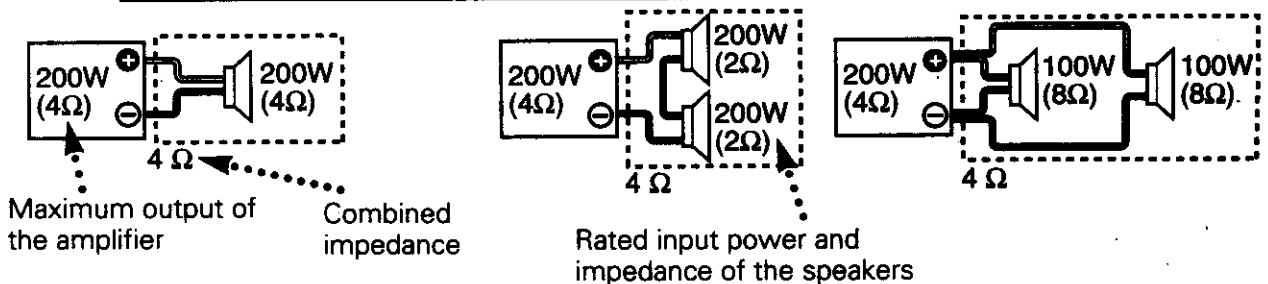 200W
(4Ω)
+
−
200W
(4Ω)
4 Ω
Maximum output of
the amplifier
Combined
impedance
200W
(4Ω)
+
−
200W
(2Ω)
200W
(2Ω)
4 Ω
Rated input power and
impedance of the speakers
200W
(4Ω)
+
−
100W
(8Ω)
100W
(8Ω)
4 Ω